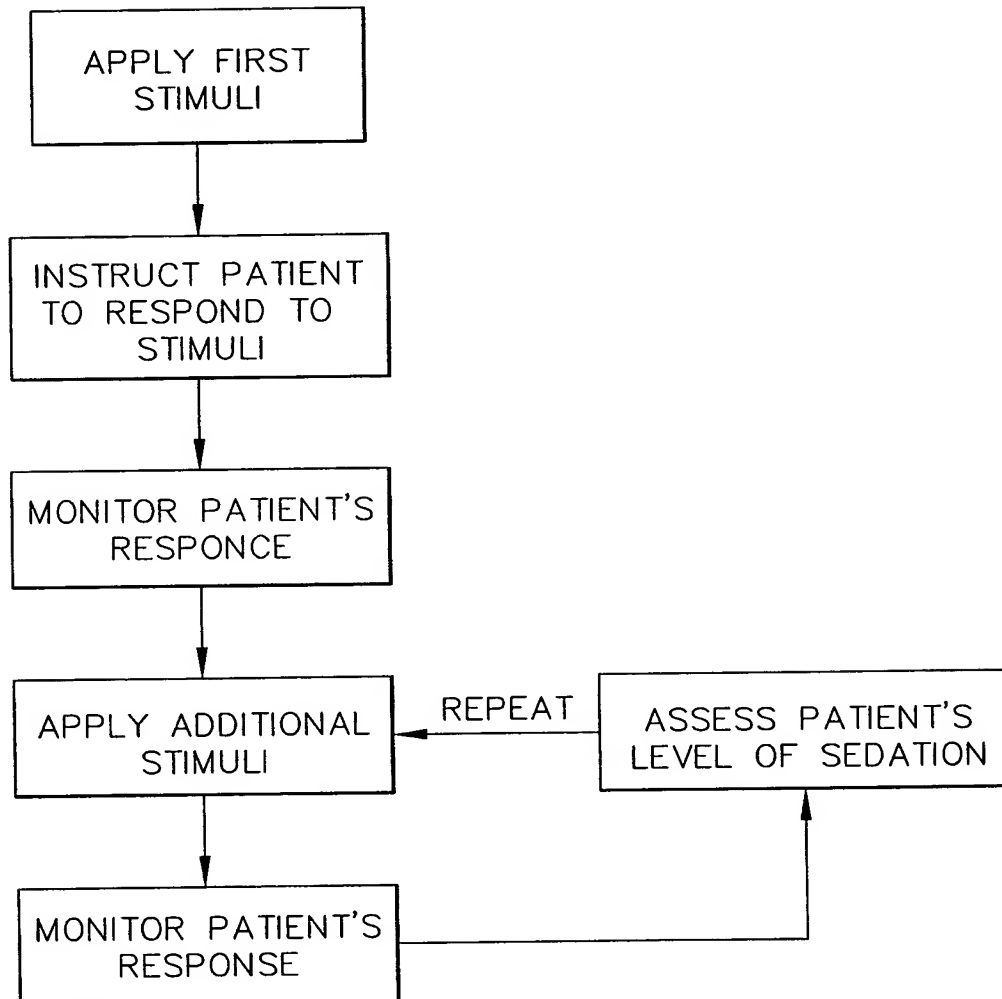 APPLY FIRST
STIMULI
INSTRUCT PATIENT
TO RESPOND TO
STIMULI
MONITOR PATIENT'S
RESPONCE
APPLY ADDITIONAL
STIMULI
REPEAT
ASSESS PATIENT'S
LEVEL OF SEDATION
MONITOR PATIENT'S
RESPONSE